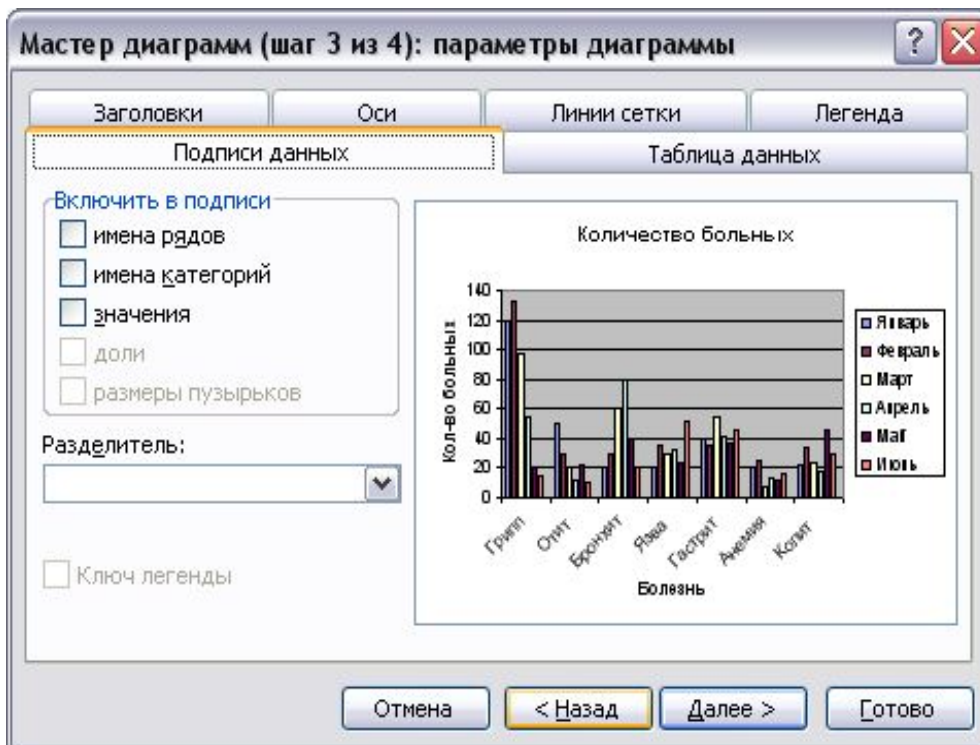 Мастер диаграмм (шаг 3 из 4): параметры диаграммы
?
Заголовки
Оси
Линии сетки
Легенда
Подписи данных
Таблица данных
Включить в подписи
имена рядов
имена категорий
значения
доли
размеры пузырьков
Разделитель:
Ключ легенды
Количество больных
Кол-во больных
140
120
100
80
60
40
20
0
Грипп
Отит
Бронхит
Язва
Гастрит
Анемия
Колит
Болезнь
Январь
Февраль
Март
Апрель
Май
Июнь
Отмена
< Назад
Далее >
Готово